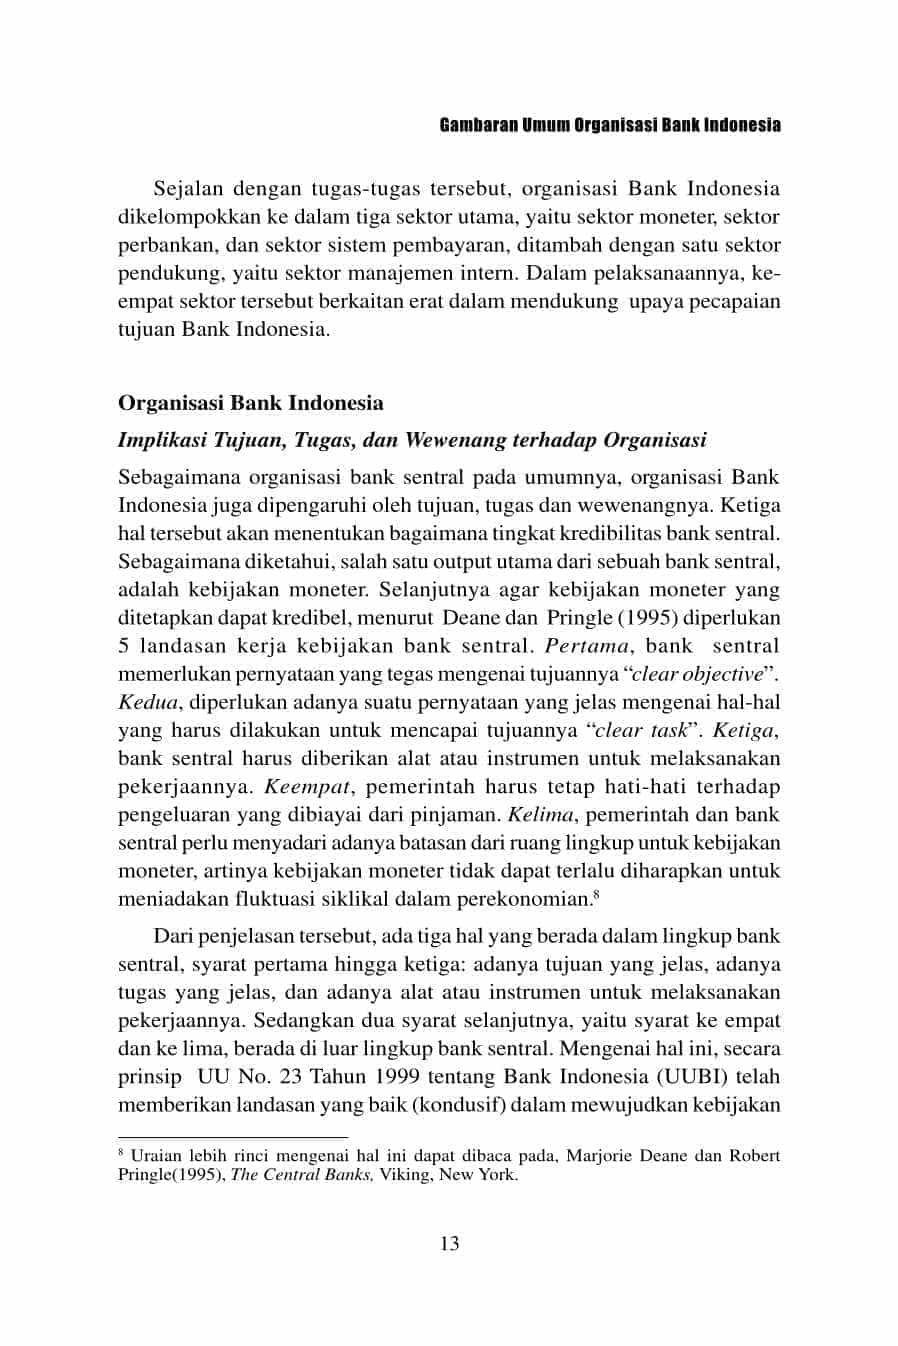 Gambaran Umum Organisasi Bank Indonesia
Sejalan dengan tugas-tugas tersebut, organisasi Bank Indonesia
dikelompokkan ke dalam tiga sektor utama, yaitu sektor moneter, sektor
perbankan, dan sektor sistem pembayaran, ditambah dengan satu sektor
pendukung, yaitu sektor manajemen intern. Dalam pelaksanaannya, ke-
empat sektor tersebut berkaitan erat dalam mendukung upaya pecapaian
tujuan Bank Indonesia.
Organisasi Bank Indonesia
Implikasi Tujuan, Tugas, dan Wewenang terhadap Organisasi
Sebagaimana organisasi bank sentral pada umumnya, organisasi Bank
Indonesia juga dipengaruhi oleh tujuan, tugas dan wewenangnya. Ketiga
hal tersebut akan menentukan bagaimana tingkat kredibilitas bank sentral.
Sebagaimana diketahui, salah satu output utama dari sebuah bank sentral,
adalah kebijakan moneter. Selanjutnya agar kebijakan moneter yang
ditetapkan dapat kredibel, menurut Deane dan Pringle (1995) diperlukan
5 landasan kerja kebijakan bank sentral. Pertama, bank sentral
memerlukan pernyataan yang tegas mengenai tujuannya “clear objective”.
Kedua, diperlukan adanya suatu pernyataan yang jelas mengenai hal-hal
yang harus dilakukan untuk mencapai tujuannya “clear task”. Ketiga,
bank sentral harus diberikan alat atau instrumen untuk melaksanakan
pekerjaannya. Keempat, pemerintah harus tetap hati-hati terhadap
pengeluaran yang dibiayai dari pinjaman. Kelima, pemerintah dan bank
sentral perlu menyadari adanya batasan dari ruang lingkup untuk kebijakan
moneter, artinya kebijakan moneter tidak dapat terlalu diharapkan untuk
meniadakan fluktuasi siklikal dalam perekonomian.⁸
Dari penjelasan tersebut, ada tiga hal yang berada dalam lingkup bank
sentral, syarat pertama hingga ketiga: adanya tujuan yang jelas, adanya
tugas yang jelas, dan adanya alat atau instrumen untuk melaksanakan
pekerjaannya. Sedangkan dua syarat selanjutnya, yaitu syarat ke empat
dan ke lima, berada di luar lingkup bank sentral. Mengenai hal ini, secara
prinsip UU No. 23 Tahun 1999 tentang Bank Indonesia (UUBI) telah
memberikan landasan yang baik (kondusif) dalam mewujudkan kebijakan
⁸ Uraian lebih rinci mengenai hal ini dapat dibaca pada, Marjorie Deane dan Robert
Pringle(1995), The Central Banks, Viking, New York.
13